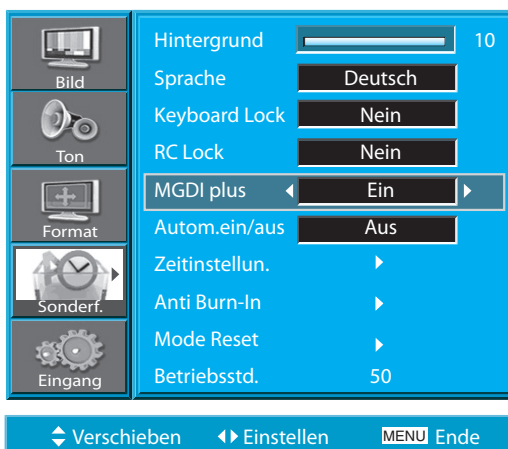 Bild
Ton
Format
Sonderf.
Eingang
Hintergrund 10
Sprache Deutsch
Keyboard Lock Nein
RC Lock Nein
MGDI plus Ein
Autom.ein/aus Aus
Zeitinstellun.
Anti Burn-In
Mode Reset
Betriebsstd. 50
Verschieben Einstellen MENU Ende